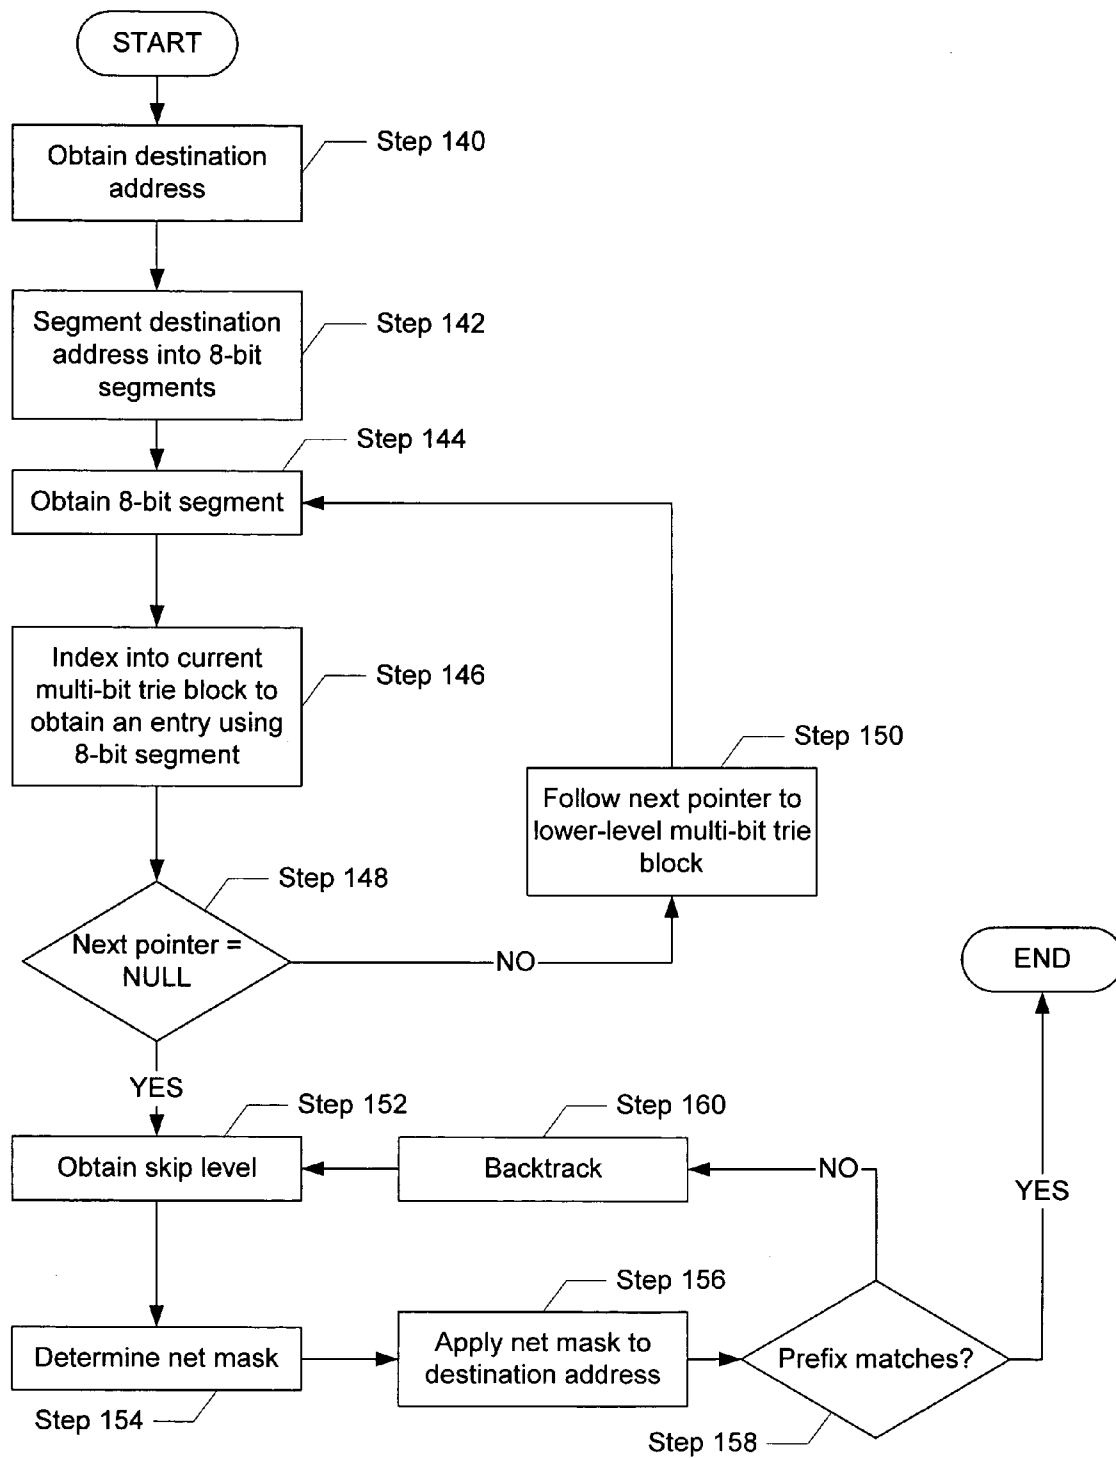 START
Step 140
Obtain destination
address
Step 142
Segment destination
address into 8-bit
segments
Step 144
Obtain 8-bit segment
Step 146
Index into current
multi-bit trie block to
obtain an entry using
8-bit segment
Step 150
Follow next pointer to
lower-level multi-bit trie
block
Step 148
Next pointer =
NULL
NO
END
YES
Step 152
Obtain skip level
Step 160
Backtrack
NO
YES
Determine net mask
Step 154
Step 156
Apply net mask to
destination address
Prefix matches?
Step 158